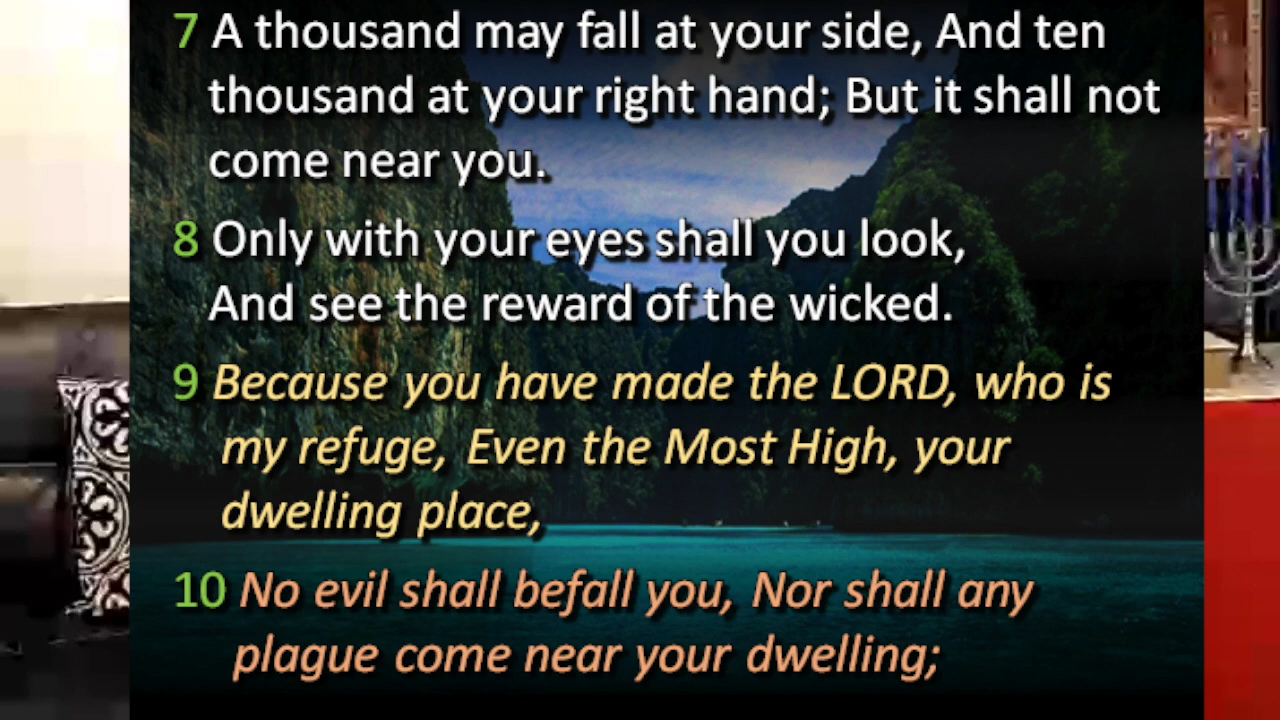 7 A thousand may fall at your side, And ten
thousand at your right hand; But it shall not
come near you.
8 Only with your eyes shall you look,
And see the reward of the wicked.
9 Because you have made the LORD, who is
my refuge, Even the Most High, your
dwelling place,
10 No evil shall befall you, Nor shall any
plague come near your dwelling;